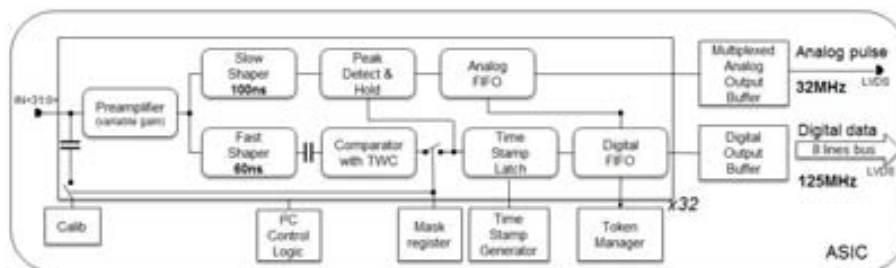 IN<31:0>
Preamplifier
(variable gain)
Slow
Shaper
100ns
Peak
Detect &
Hold
Analog
FIFO
Multiplexed
Analog
Output
Buffer
Analog pulse
32MHz
LVDS
Fast
Shaper
60ns
Comparator
with TWC
Time
Stamp
Latch
Digital
FIFO
Digital
Output
Buffer
Digital data
8 lines bus
LVDS
125MHz
x32
Calib
I²C
Control
Logic
Mask
register
Time
Stamp
Generator
Token
Manager
ASIC